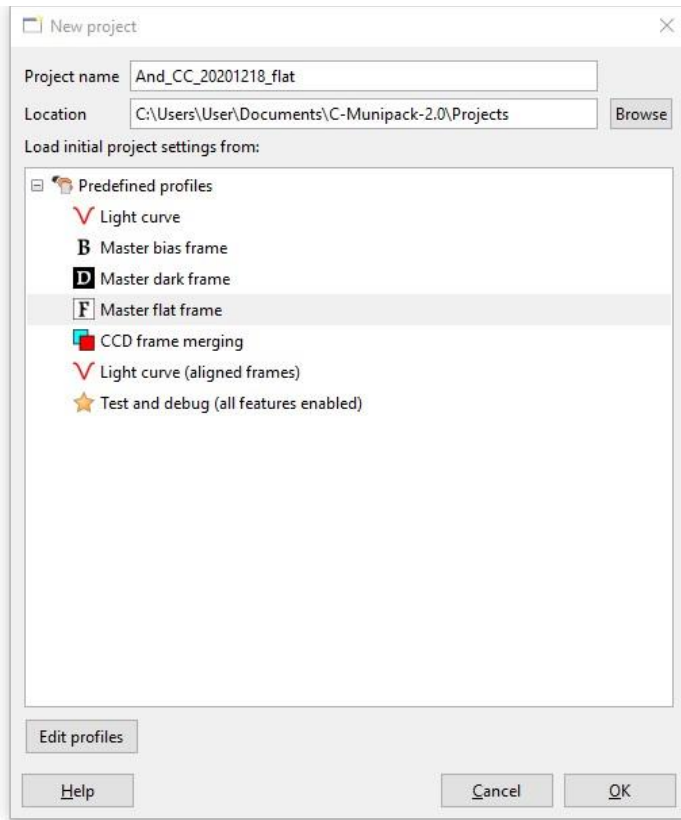 New project
Project name And_CC_20201218_flat
Location C:\Users\User\Documents\C-Munipack-2.0\Projects Browse
Load initial project settings from:
Predefined profiles
Light curve
B Master bias frame
D Master dark frame
F Master flat frame
CCD frame merging
Light curve (aligned frames)
Test and debug (all features enabled)
Edit profiles
Help Cancel OK